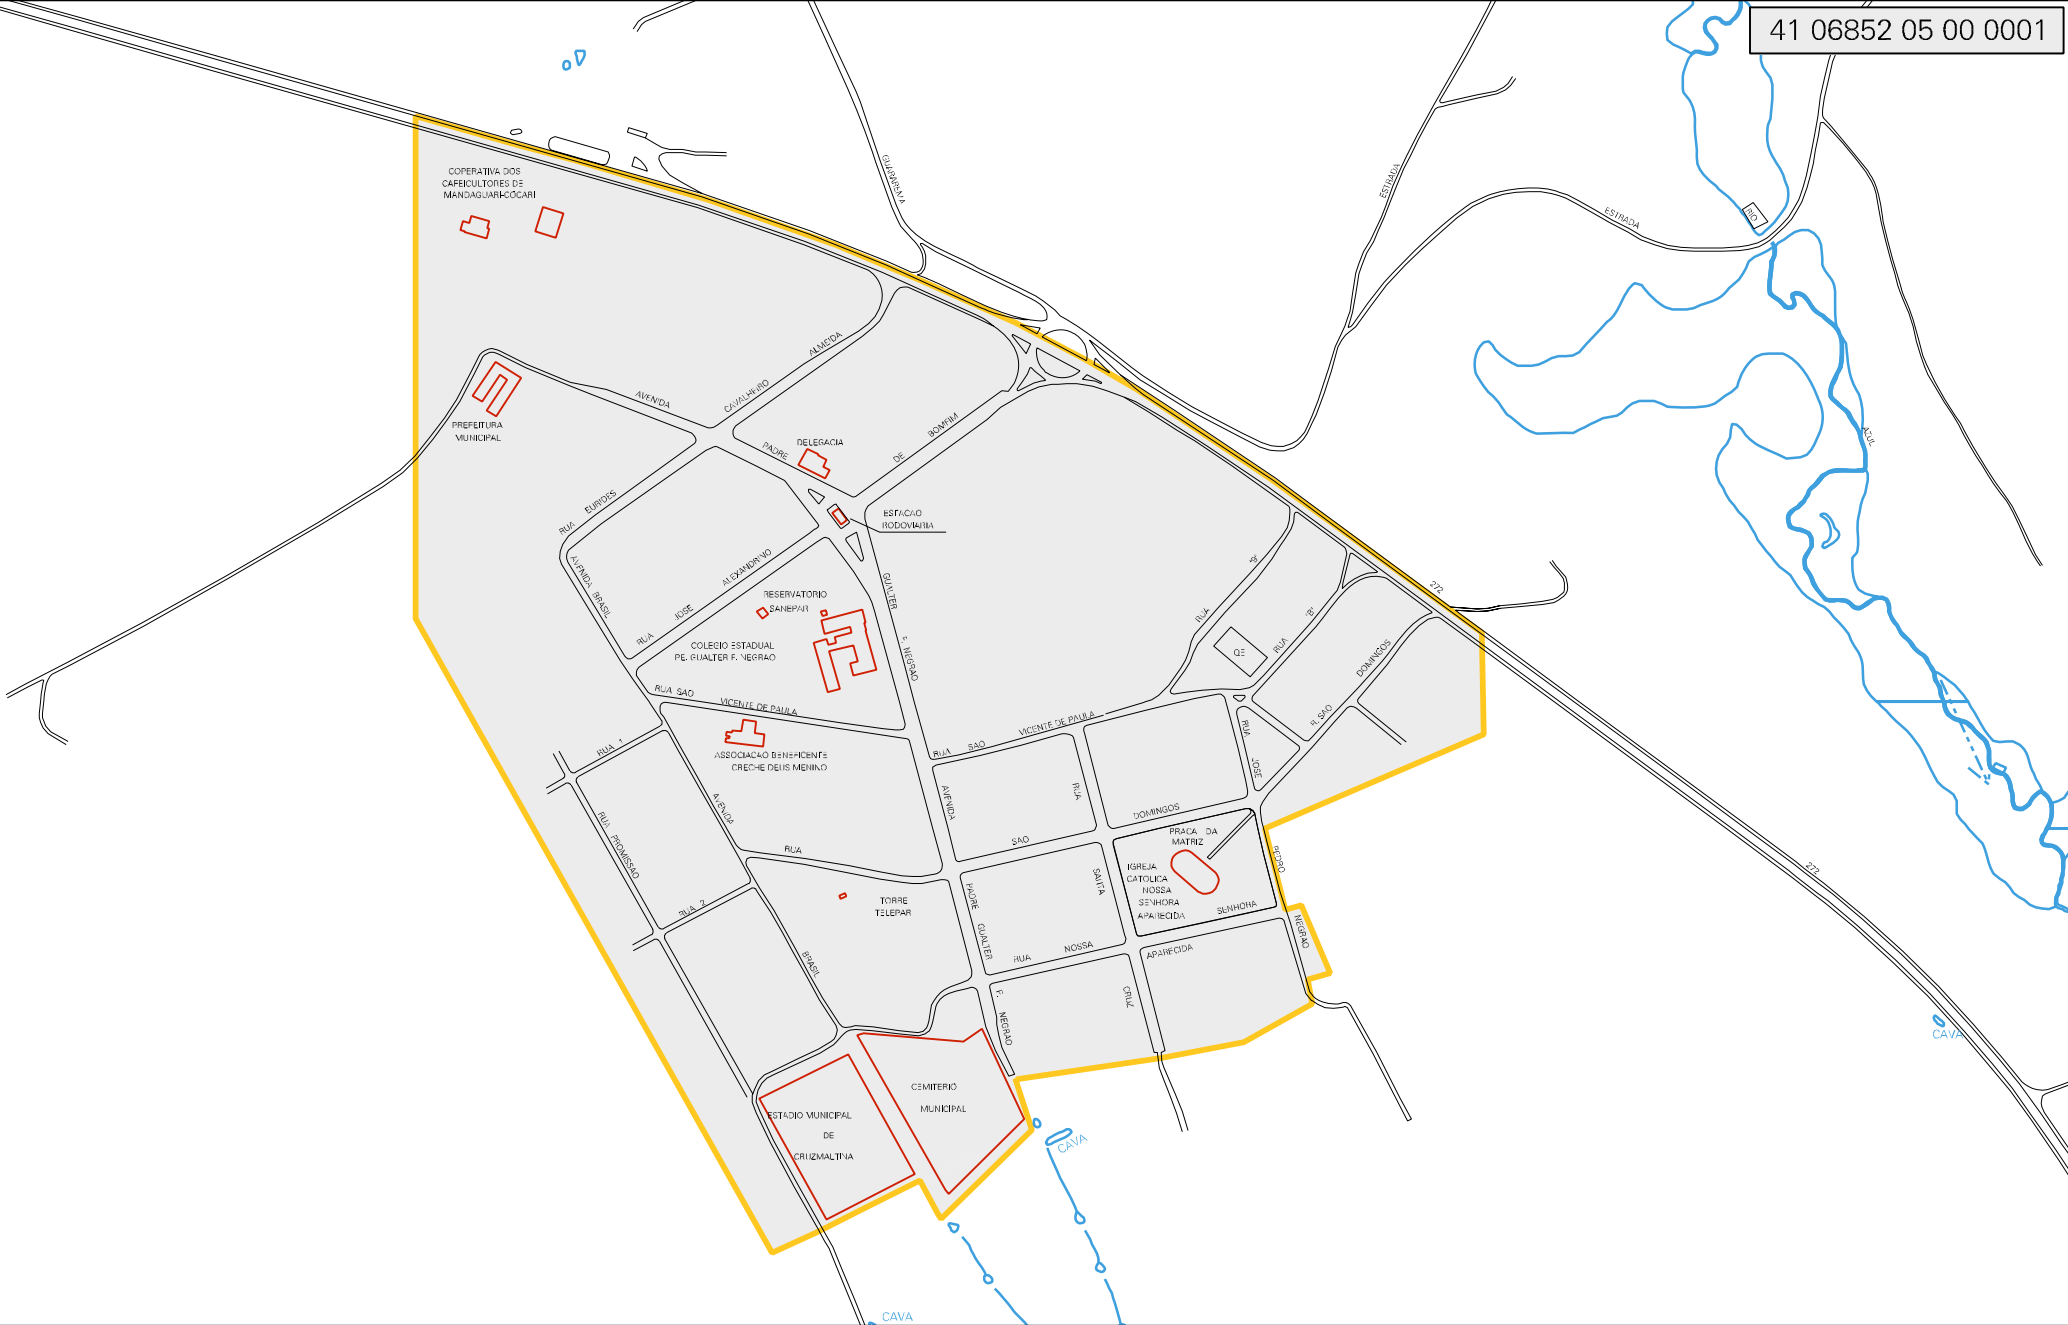 41 06852 05 00 0001
COPERATIVA DOS
CAFEICULTORES DE
MANDAGUARI-COCARI
GUARAREMA
ESTRADA
ESTRADA
RIO
AZUL
PREFEITURA
MUNICIPAL
AVENIDA
CAVALHEIRO
ALMEIDA
PADRE
DELEGACIA
DE
BOMFIM
RUA
EURIDES
ESTACAO
RODOVIARIA
AVENIDA
BRASIL
RUA
JOSE
ALEXANDRINO
RESERVATORIO
SANEPAR
COLEGIO ESTADUAL
PE. GUALTER F. NEGRAO
GUALTER
F. NEGRAO
RUA
"9"
RUA
"B"
QE
272
DOMINGOS
R. SAO
RUA SAO
VICENTE DE PAULA
RUA
SAO
VICENTE DE PAULA
RUA
JOSE
RUA 1
ASSOCIACAO BENEFICENTE
CRECHE DEUS MENINO
AVENIDA
AVENIDA
RUA
RUA
PROMISSAO
RUA
SAO
DOMINGOS
PRACA DA
MATRIZ
PEDRO
IGREJA
CATOLICA
NOSSA
SENHORA
APARECIDA
SANTA
SENHORA
NEGRAO
RUA 2
TORRE
TELEPAR
PADRE
GUALTER
RUA
NOSSA
APARECIDA
BRASIL
F.
NEGRAO
CRUZ
272
CAVA
CEMITERIO
MUNICIPAL
ESTADIO MUNICIPAL
DE
CRUZMALTINA
CAVA
CAVA